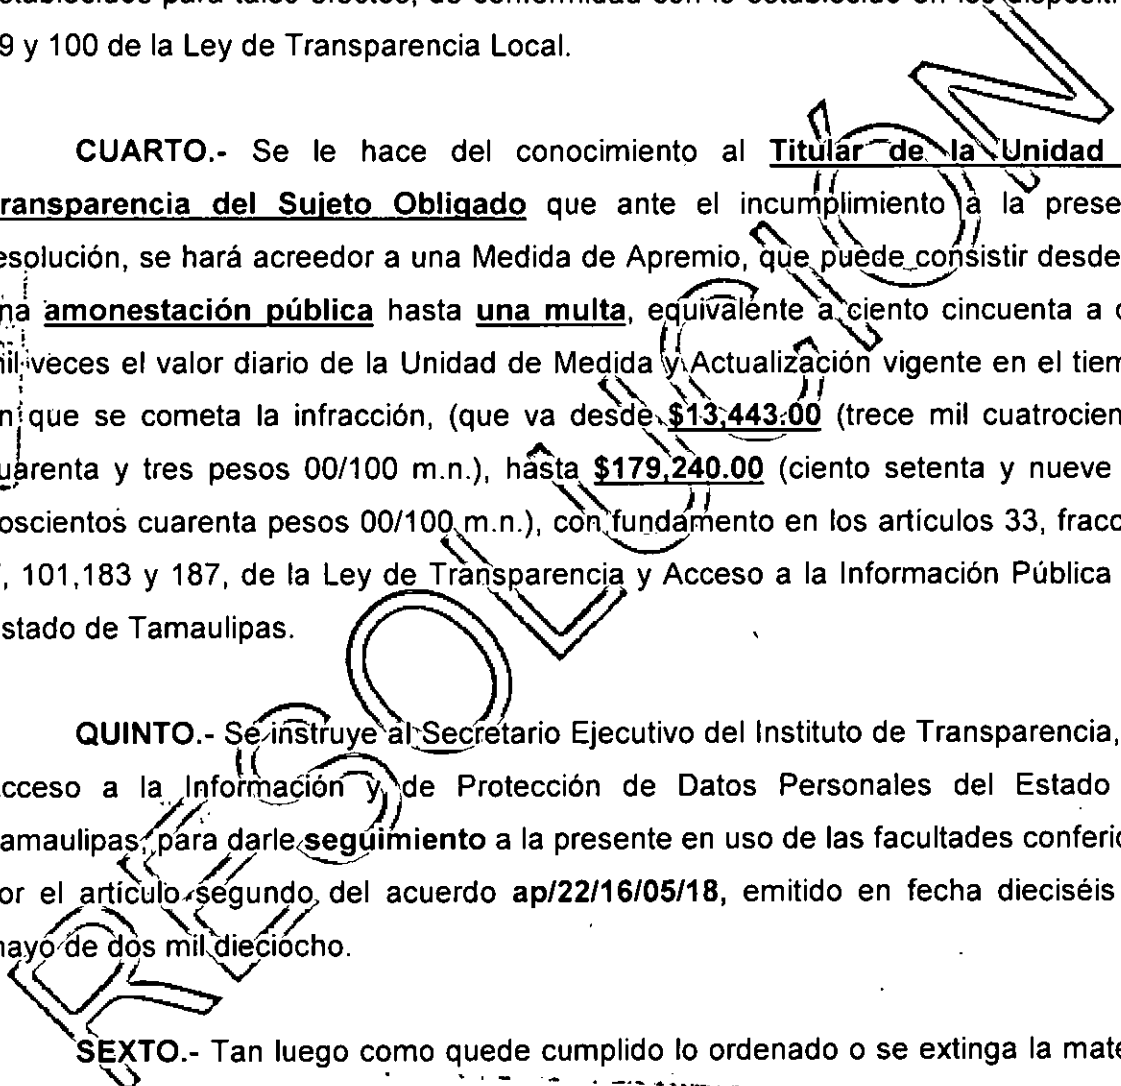 establecidos para tales efectos, de conformidad con lo establecido en los dispositi
9 y 100 de la Ley de Transparencia Local.
CUARTO.- Se le hace del conocimiento al Titular de la Unidad
ransparencia del Sujeto Obligado que ante el incumplimiento a la prese
esolución, se hará acreedor a una Medida de Apremio, que puede consistir desde
na amonestación pública hasta una multa, equivalente a ciento cincuenta a d
nil veces el valor diario de la Unidad de Medida y Actualización vigente en el tiem
n que se cometa la infracción, (que va desde $13,443.00 (trece mil cuatrocien
uarenta y tres pesos 00/100 m.n.), hasta $179,240.00 (ciento setenta y nueve
oscientos cuarenta pesos 00/100 m.n.), con fundamento en los artículos 33, fracc
, 101,183 y 187, de la Ley de Transparencia y Acceso a la Información Pública
stado de Tamaulipas.
QUINTO.- Se instruye al Secretario Ejecutivo del Instituto de Transparencia,
cceso a la Información y de Protección de Datos Personales del Estado
amaulipas, para darle seguimiento a la presente en uso de las facultades conferid
or el artículo segundo del acuerdo ap/22/16/05/18, emitido en fecha dieciséis
nayo de dos mil dieciocho.
SEXTO.- Tan luego como quede cumplido lo ordenado o se extinga la mate
RESOLUCIÓN